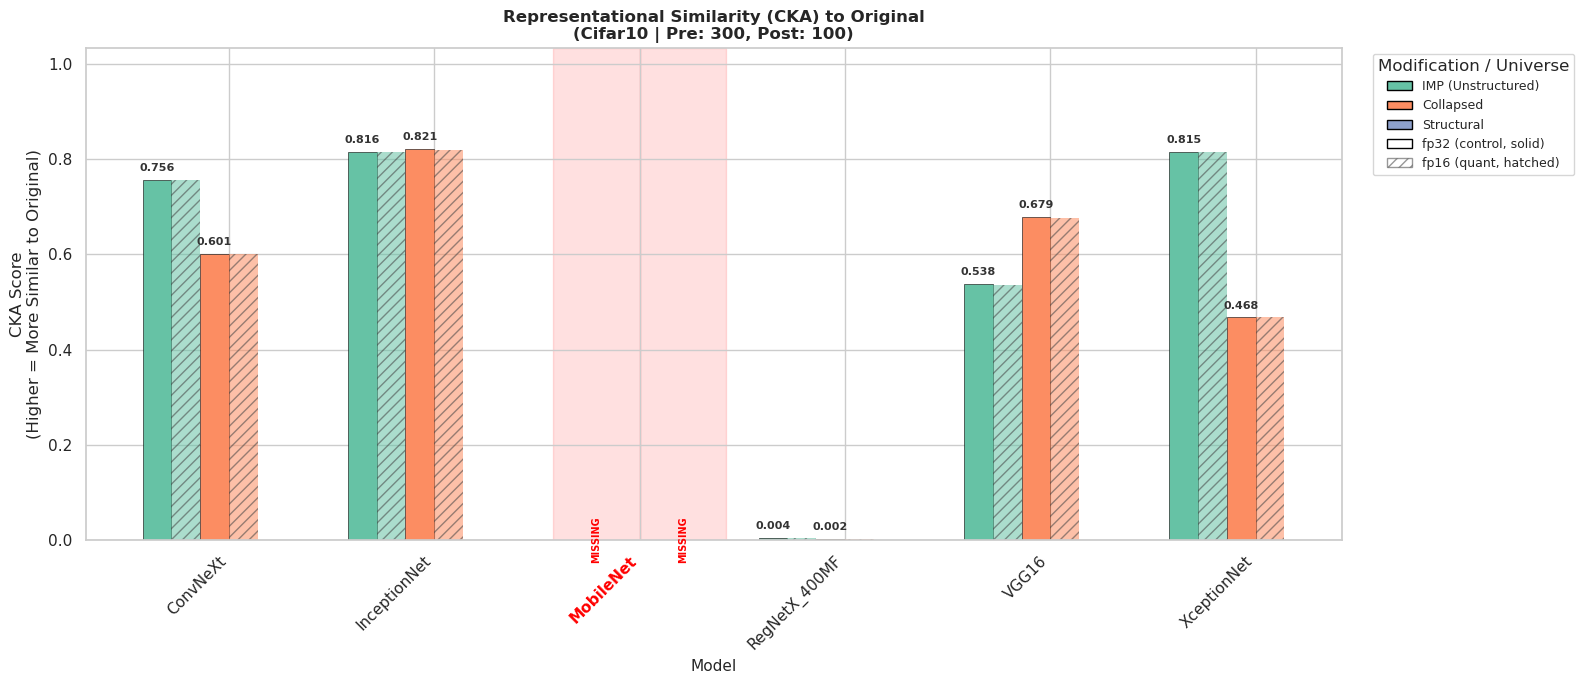 Representational Similarity (CKA) to Original
(Cifar10 | Pre: 300, Post: 100)
CKA Score
(Higher = More Similar to Original)
1.0
0.8
0.6
0.4
0.2
0.0
0.756
0.601
0.816
0.821
MISSING
MISSING
0.004
0.002
0.538
0.679
0.815
0.468
ConvNeXt
InceptionNet
MobileNet
RegNetX_400MF
VGG16
XceptionNet
Model
Modification / Universe
IMP (Unstructured)
Collapsed
Structural
fp32 (control, solid)
fp16 (quant, hatched)